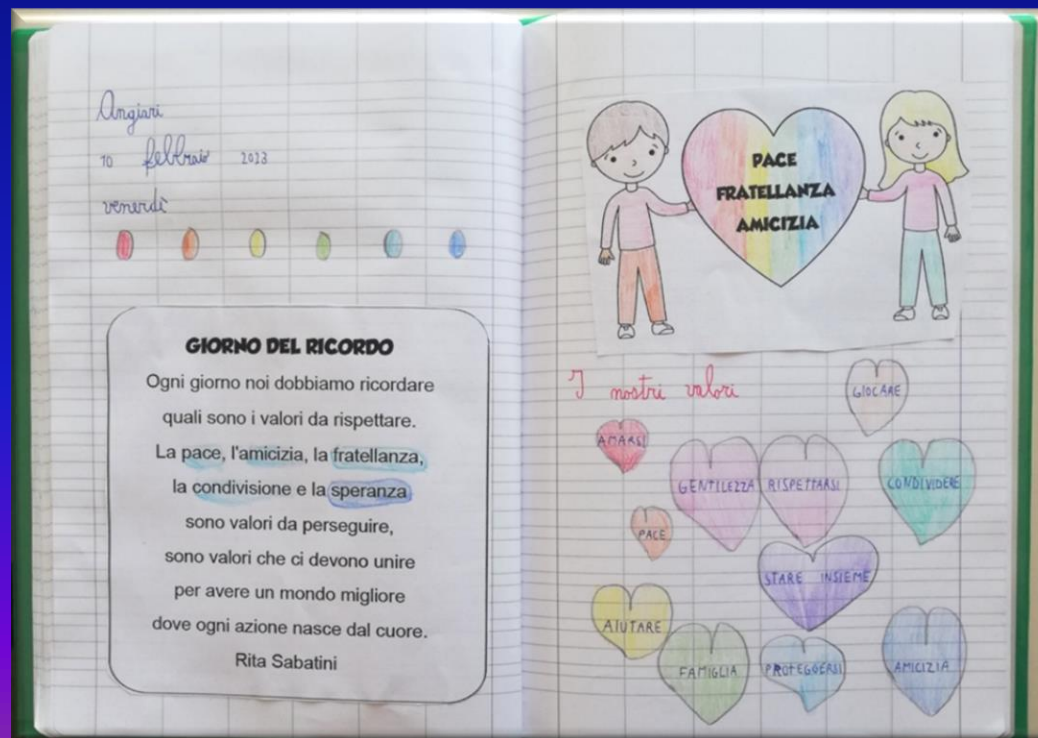 Angiari
10 febbraio 2023
venerdì
GIORNO DEL RICORDO
Ogni giorno noi dobbiamo ricordare
quali sono i valori da rispettare.
La pace, l'amicizia, la fratellanza,
la condivisione e la speranza
sono valori da perseguire,
sono valori che ci devono unire
per avere un mondo migliore
dove ogni azione nasce dal cuore.
Rita Sabatini
PACE
FRATELLANZA
AMICIZIA
I nostri valori
GIOCARE
AMARSI
GENTILEZZA
RISPETTARSI
CONDIVIDERE
PACE
STARE INSIEME
AIUTARE
FAMIGLIA
PROTEGGERSI
AMICIZIA